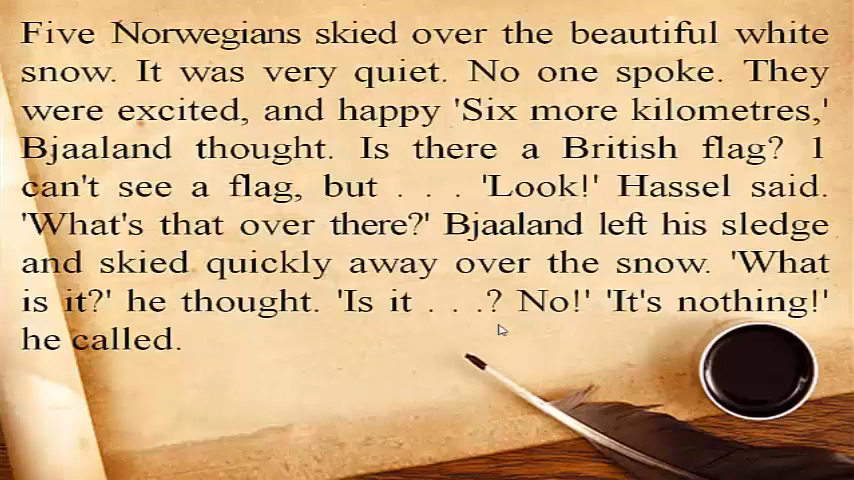 Five Norwegians skied over the beautiful white
snow. It was very quiet. No one spoke. They
were excited, and happy 'Six more kilometres,'
Bjaaland thought. Is there a British flag? 1
can't see a flag, but . . . 'Look!' Hassel said.
'What's that over there?' Bjaaland left his sledge
and skied quickly away over the snow. 'What
is it?' he thought. 'Is it . . .? No!' 'It's nothing!'
he called.